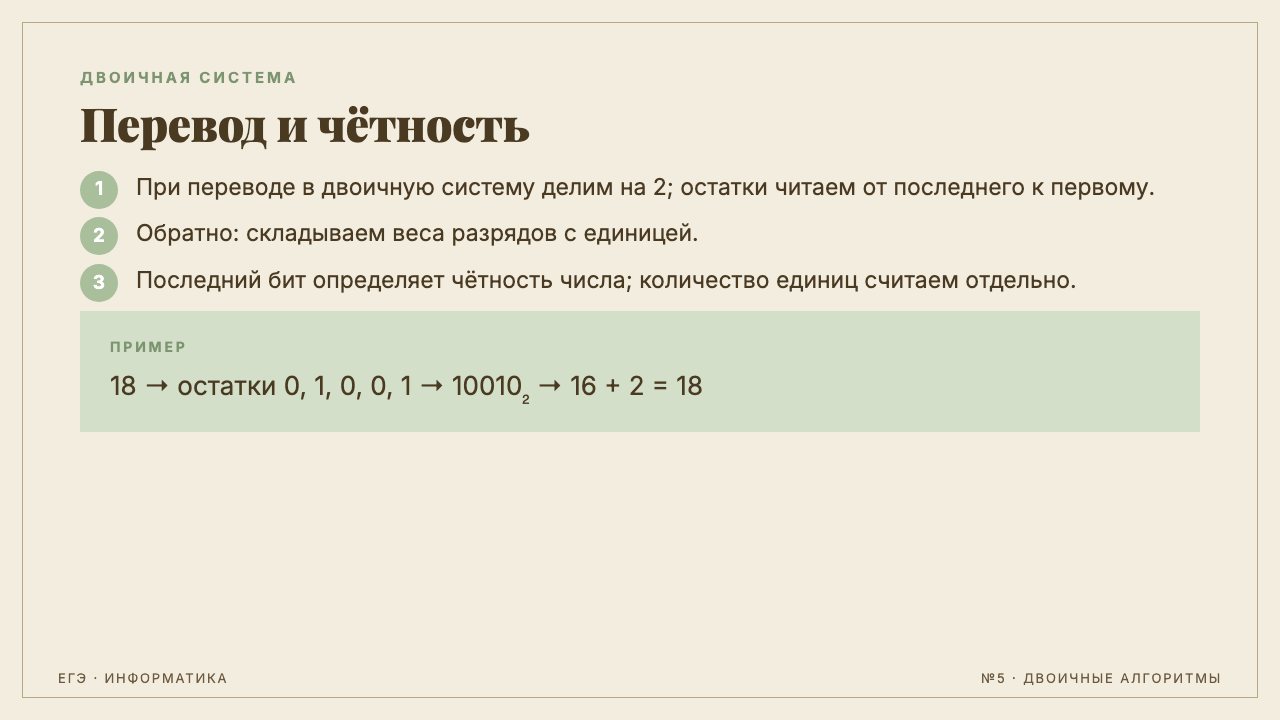 ДВОИЧНАЯ СИСТЕМА
Перевод и чётность
1 При переводе в двоичную систему делим на 2; остатки читаем от последнего к первому.
2 Обратно: складываем веса разрядов с единицей.
3 Последний бит определяет чётность числа; количество единиц считаем отдельно.
ПРИМЕР
18 → остатки 0, 1, 0, 0, 1 → 10010₂ → 16 + 2 = 18
ЕГЭ · ИНФОРМАТИКА
№5 · ДВОИЧНЫЕ АЛГОРИТМЫ